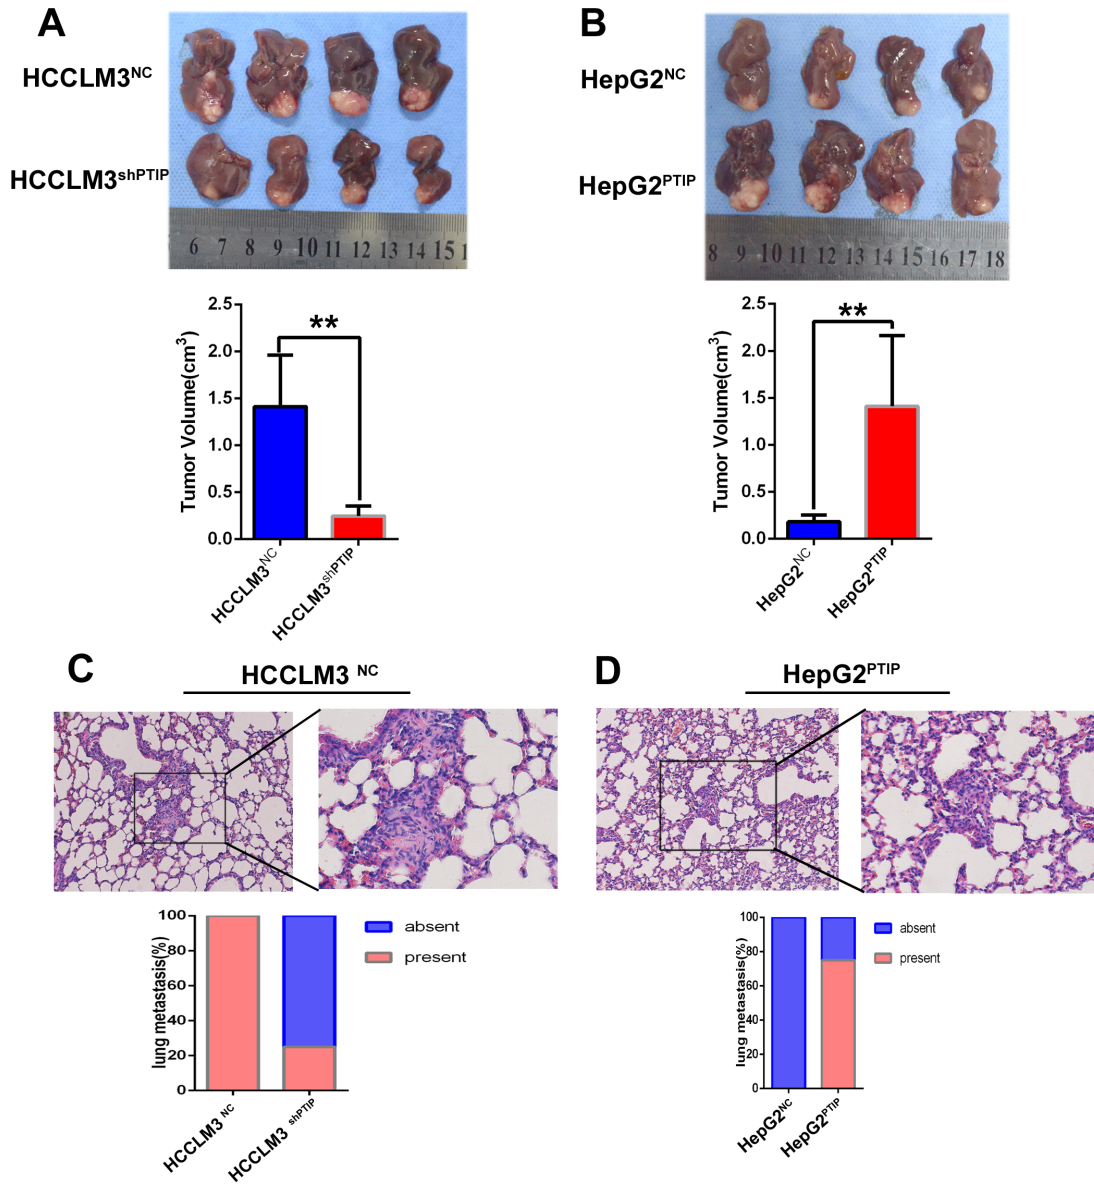 A
HCCLM3NC
HCCLM3shPTIP
6 7 8 9 10 11 12 13 14 15 1
2.5
2.0
1.5
1.0
0.5
0.0
Tumor Volume(cm3)
**
HCCLM3NC
HCCLM3shPTIP
B
HepG2NC
HepG2PTIP
8 9 10 11 12 13 14 15 16 17 18
2.5
2.0
1.5
1.0
0.5
0.0
Tumor Volume(cm3)
**
HepG2NC
HepG2PTIP
C
HCCLM3 NC
100
80
60
40
20
0
lung metastasis(%)
absent
present
HCCLM3 NC
HCCLM3 shPTIP
D
HepG2PTIP
100
80
60
40
20
0
lung metastasis(%)
absent
present
HepG2NC
HepG2PTIP